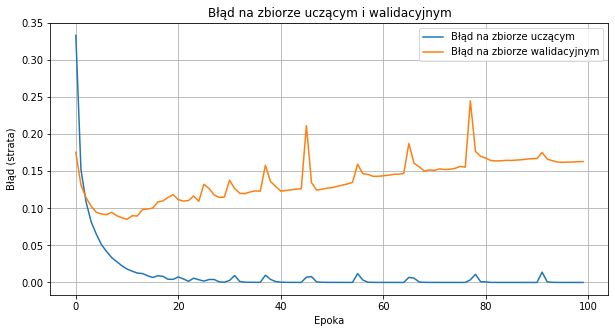 Błąd na zbiorze uczącym i walidacyjnym
Błąd na zbiorze uczącym
Błąd na zbiorze walidacyjnym
Błąd (strata)
0.35
0.30
0.25
0.20
0.15
0.10
0.05
0.00
0 20 40 60 80 100
Epoka